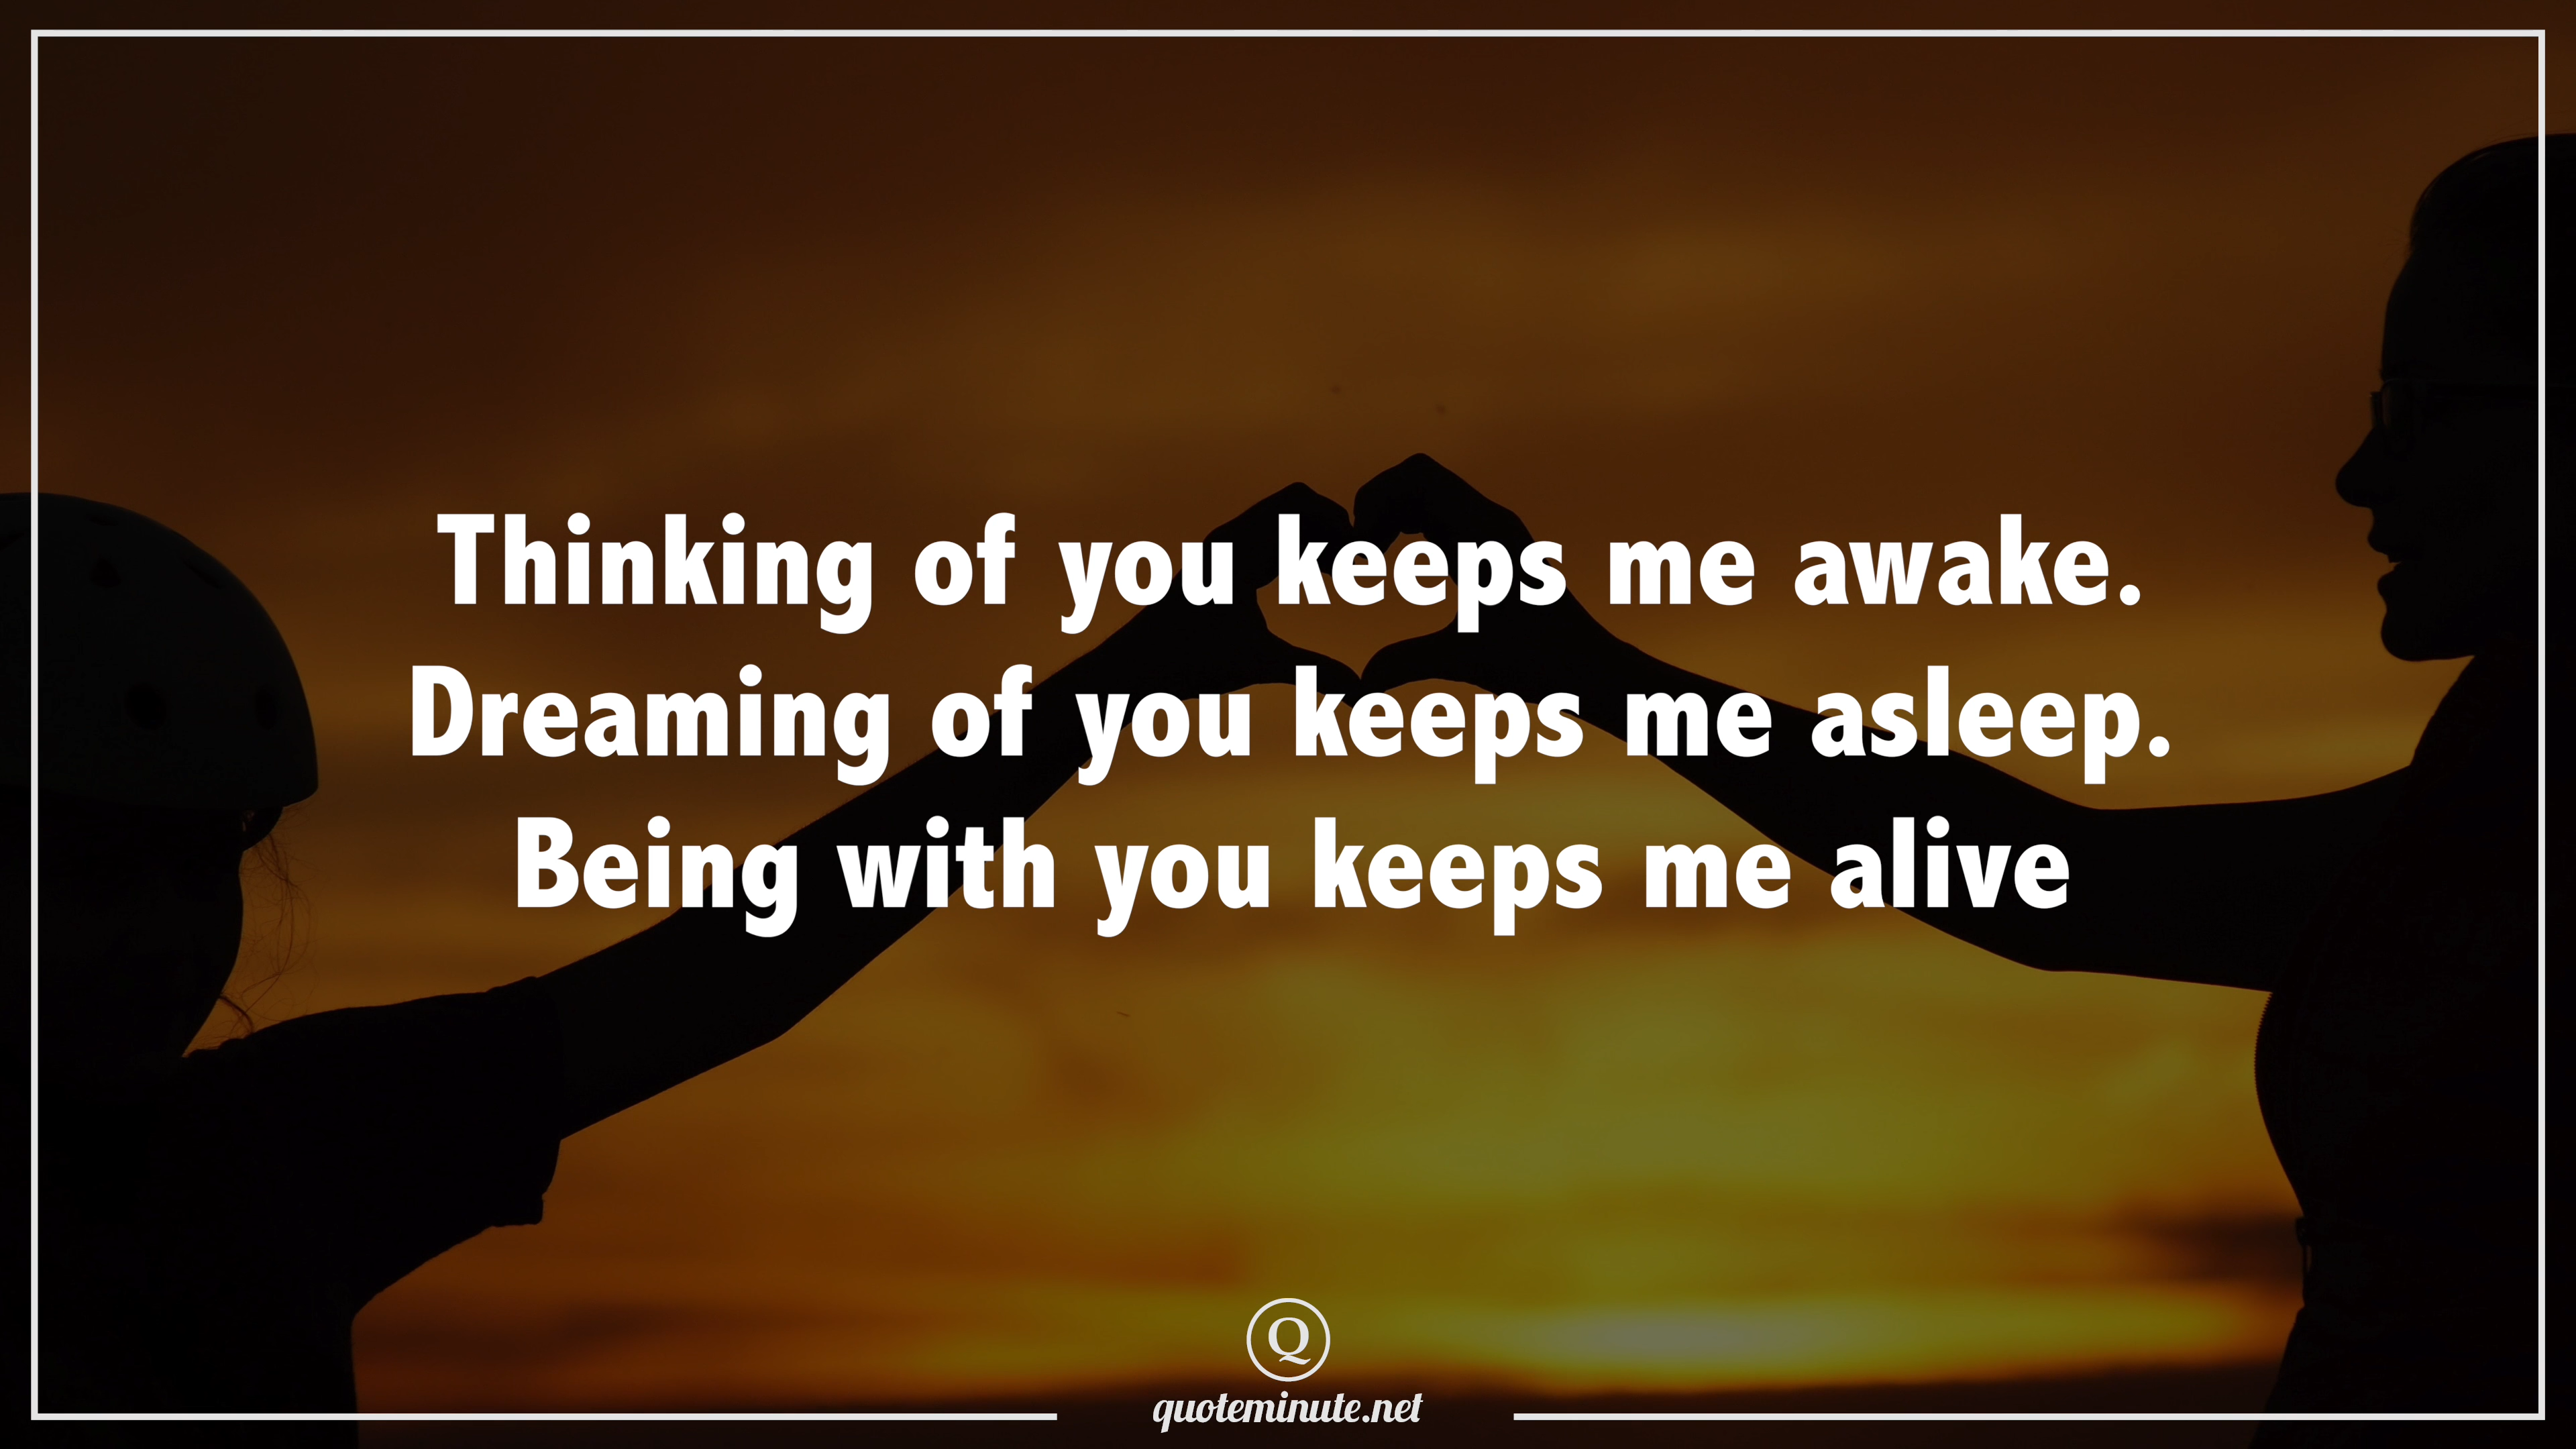 Thinking of you keeps me awake.
Dreaming of you keeps me asleep.
Being with you keeps me alive
Q
quoteminute.net